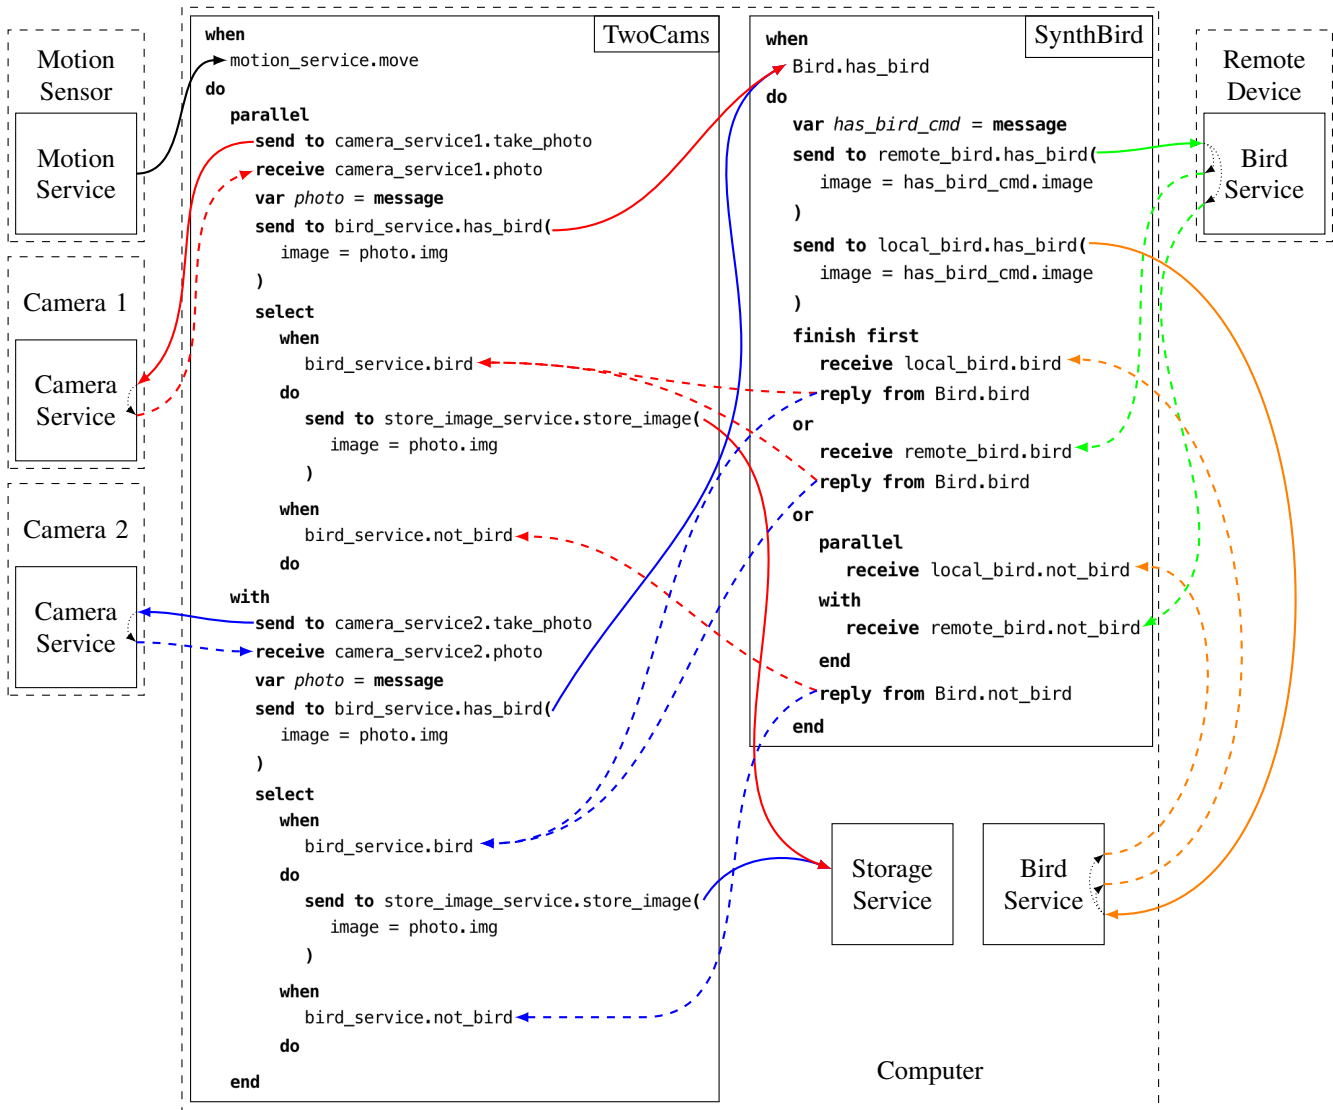 Motion
Sensor
Motion
Service
Camera 1
Camera
Service
Camera 2
Camera
Service
TwoCams
when
motion_service.move
do
parallel
send to camera_service1.take_photo
receive camera_service1.photo
var photo = message
send to bird_service.has_bird(
image = photo.img
)
select
when
bird_service.bird
do
send to store_image_service.store_image(
image = photo.img
)
when
bird_service.not_bird
do
with
send to camera_service2.take_photo
receive camera_service2.photo
var photo = message
send to bird_service.has_bird(
image = photo.img
)
select
when
bird_service.bird
do
send to store_image_service.store_image(
image = photo.img
)
when
bird_service.not_bird
do
end
SynthBird
when
Bird.has_bird
do
var has_bird_cmd = message
send to remote_bird.has_bird(
image = has_bird_cmd.image
)
send to local_bird.has_bird(
image = has_bird_cmd.image
)
finish first
receive local_bird.bird
reply from Bird.bird
or
receive remote_bird.bird
reply from Bird.bird
or
parallel
receive local_bird.not_bird
with
receive remote_bird.not_bird
end
reply from Bird.not_bird
end
Remote
Device
Bird
Service
Storage
Service
Bird
Service
Computer